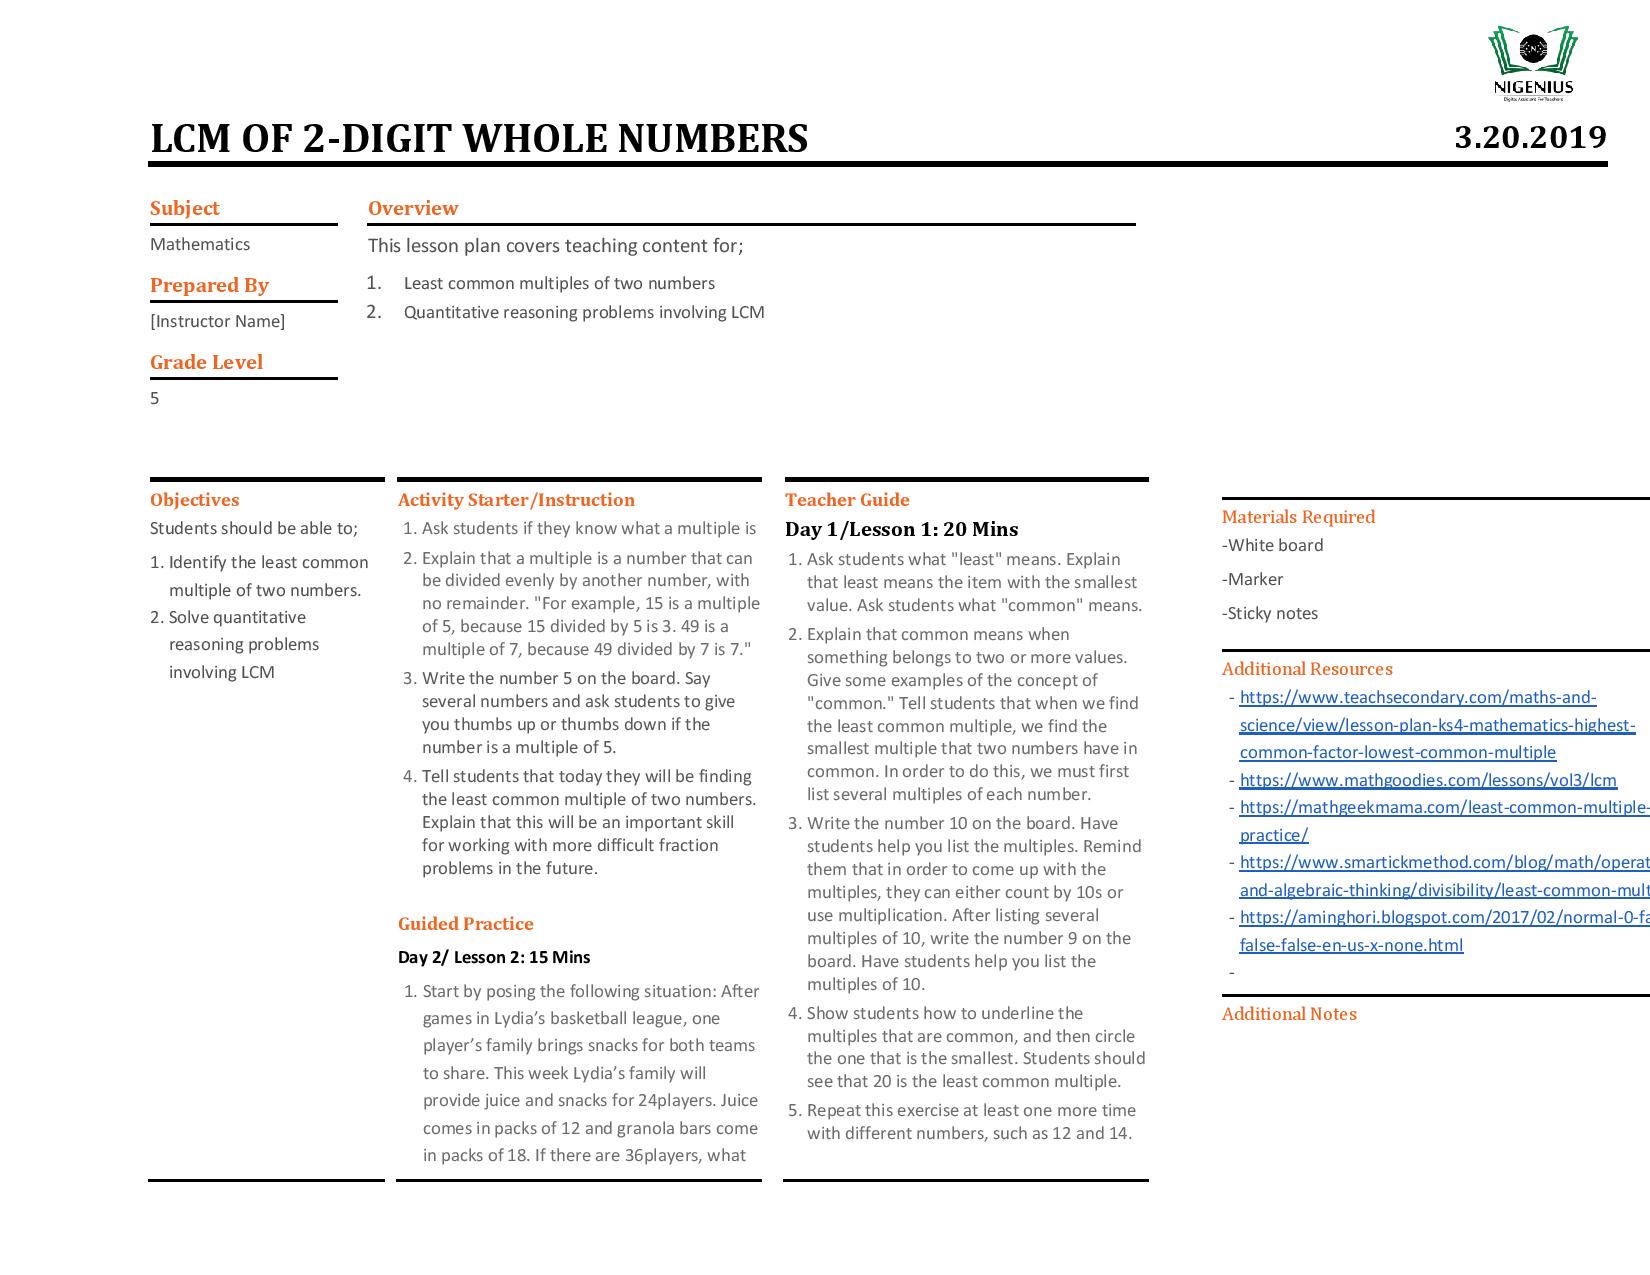 NIGENIUS
Digital Assistant For Teachers
LCM OF 2-DIGIT WHOLE NUMBERS
3.20.2019
Subject
Mathematics
Prepared By
[Instructor Name]
Grade Level
5
Overview
This lesson plan covers teaching content for;
1. Least common multiples of two numbers
2. Quantitative reasoning problems involving LCM
Objectives
Students should be able to;
1. Identify the least common
multiple of two numbers.
2. Solve quantitative
reasoning problems
involving LCM
Activity Starter/Instruction
1. Ask students if they know what a multiple is
2. Explain that a multiple is a number that can
be divided evenly by another number, with
no remainder. "For example, 15 is a multiple
of 5, because 15 divided by 5 is 3. 49 is a
multiple of 7, because 49 divided by 7 is 7."
3. Write the number 5 on the board. Say
several numbers and ask students to give
you thumbs up or thumbs down if the
number is a multiple of 5.
4. Tell students that today they will be finding
the least common multiple of two numbers.
Explain that this will be an important skill
for working with more difficult fraction
problems in the future.
Guided Practice
Day 2/ Lesson 2: 15 Mins
1. Start by posing the following situation: After
games in Lydia’s basketball league, one
player’s family brings snacks for both teams
to share. This week Lydia’s family will
provide juice and snacks for 24players. Juice
comes in packs of 12 and granola bars come
in packs of 18. If there are 36players, what
Teacher Guide
Day 1/Lesson 1: 20 Mins
1. Ask students what "least" means. Explain
that least means the item with the smallest
value. Ask students what "common" means.
2. Explain that common means when
something belongs to two or more values.
Give some examples of the concept of
"common." Tell students that when we find
the least common multiple, we find the
smallest multiple that two numbers have in
common. In order to do this, we must first
list several multiples of each number.
3. Write the number 10 on the board. Have
students help you list the multiples. Remind
them that in order to come up with the
multiples, they can either count by 10s or
use multiplication. After listing several
multiples of 10, write the number 9 on the
board. Have students help you list the
multiples of 10.
4. Show students how to underline the
multiples that are common, and then circle
the one that is the smallest. Students should
see that 20 is the least common multiple.
5. Repeat this exercise at least one more time
with different numbers, such as 12 and 14.
Materials Required
-White board
-Marker
-Sticky notes
Additional Resources
- https://www.teachsecondary.com/maths-and-
science/view/lesson-plan-ks4-mathematics-highest-
common-factor-lowest-common-multiple
- https://www.mathgoodies.com/lessons/vol3/lcm
- https://mathgeekmama.com/least-common-multiple-
practice/
- https://www.smartickmethod.com/blog/math/operat
and-algebraic-thinking/divisibility/least-common-mult
- https://aminghori.blogspot.com/2017/02/normal-0-fa
false-false-en-us-x-none.html
-
Additional Notes